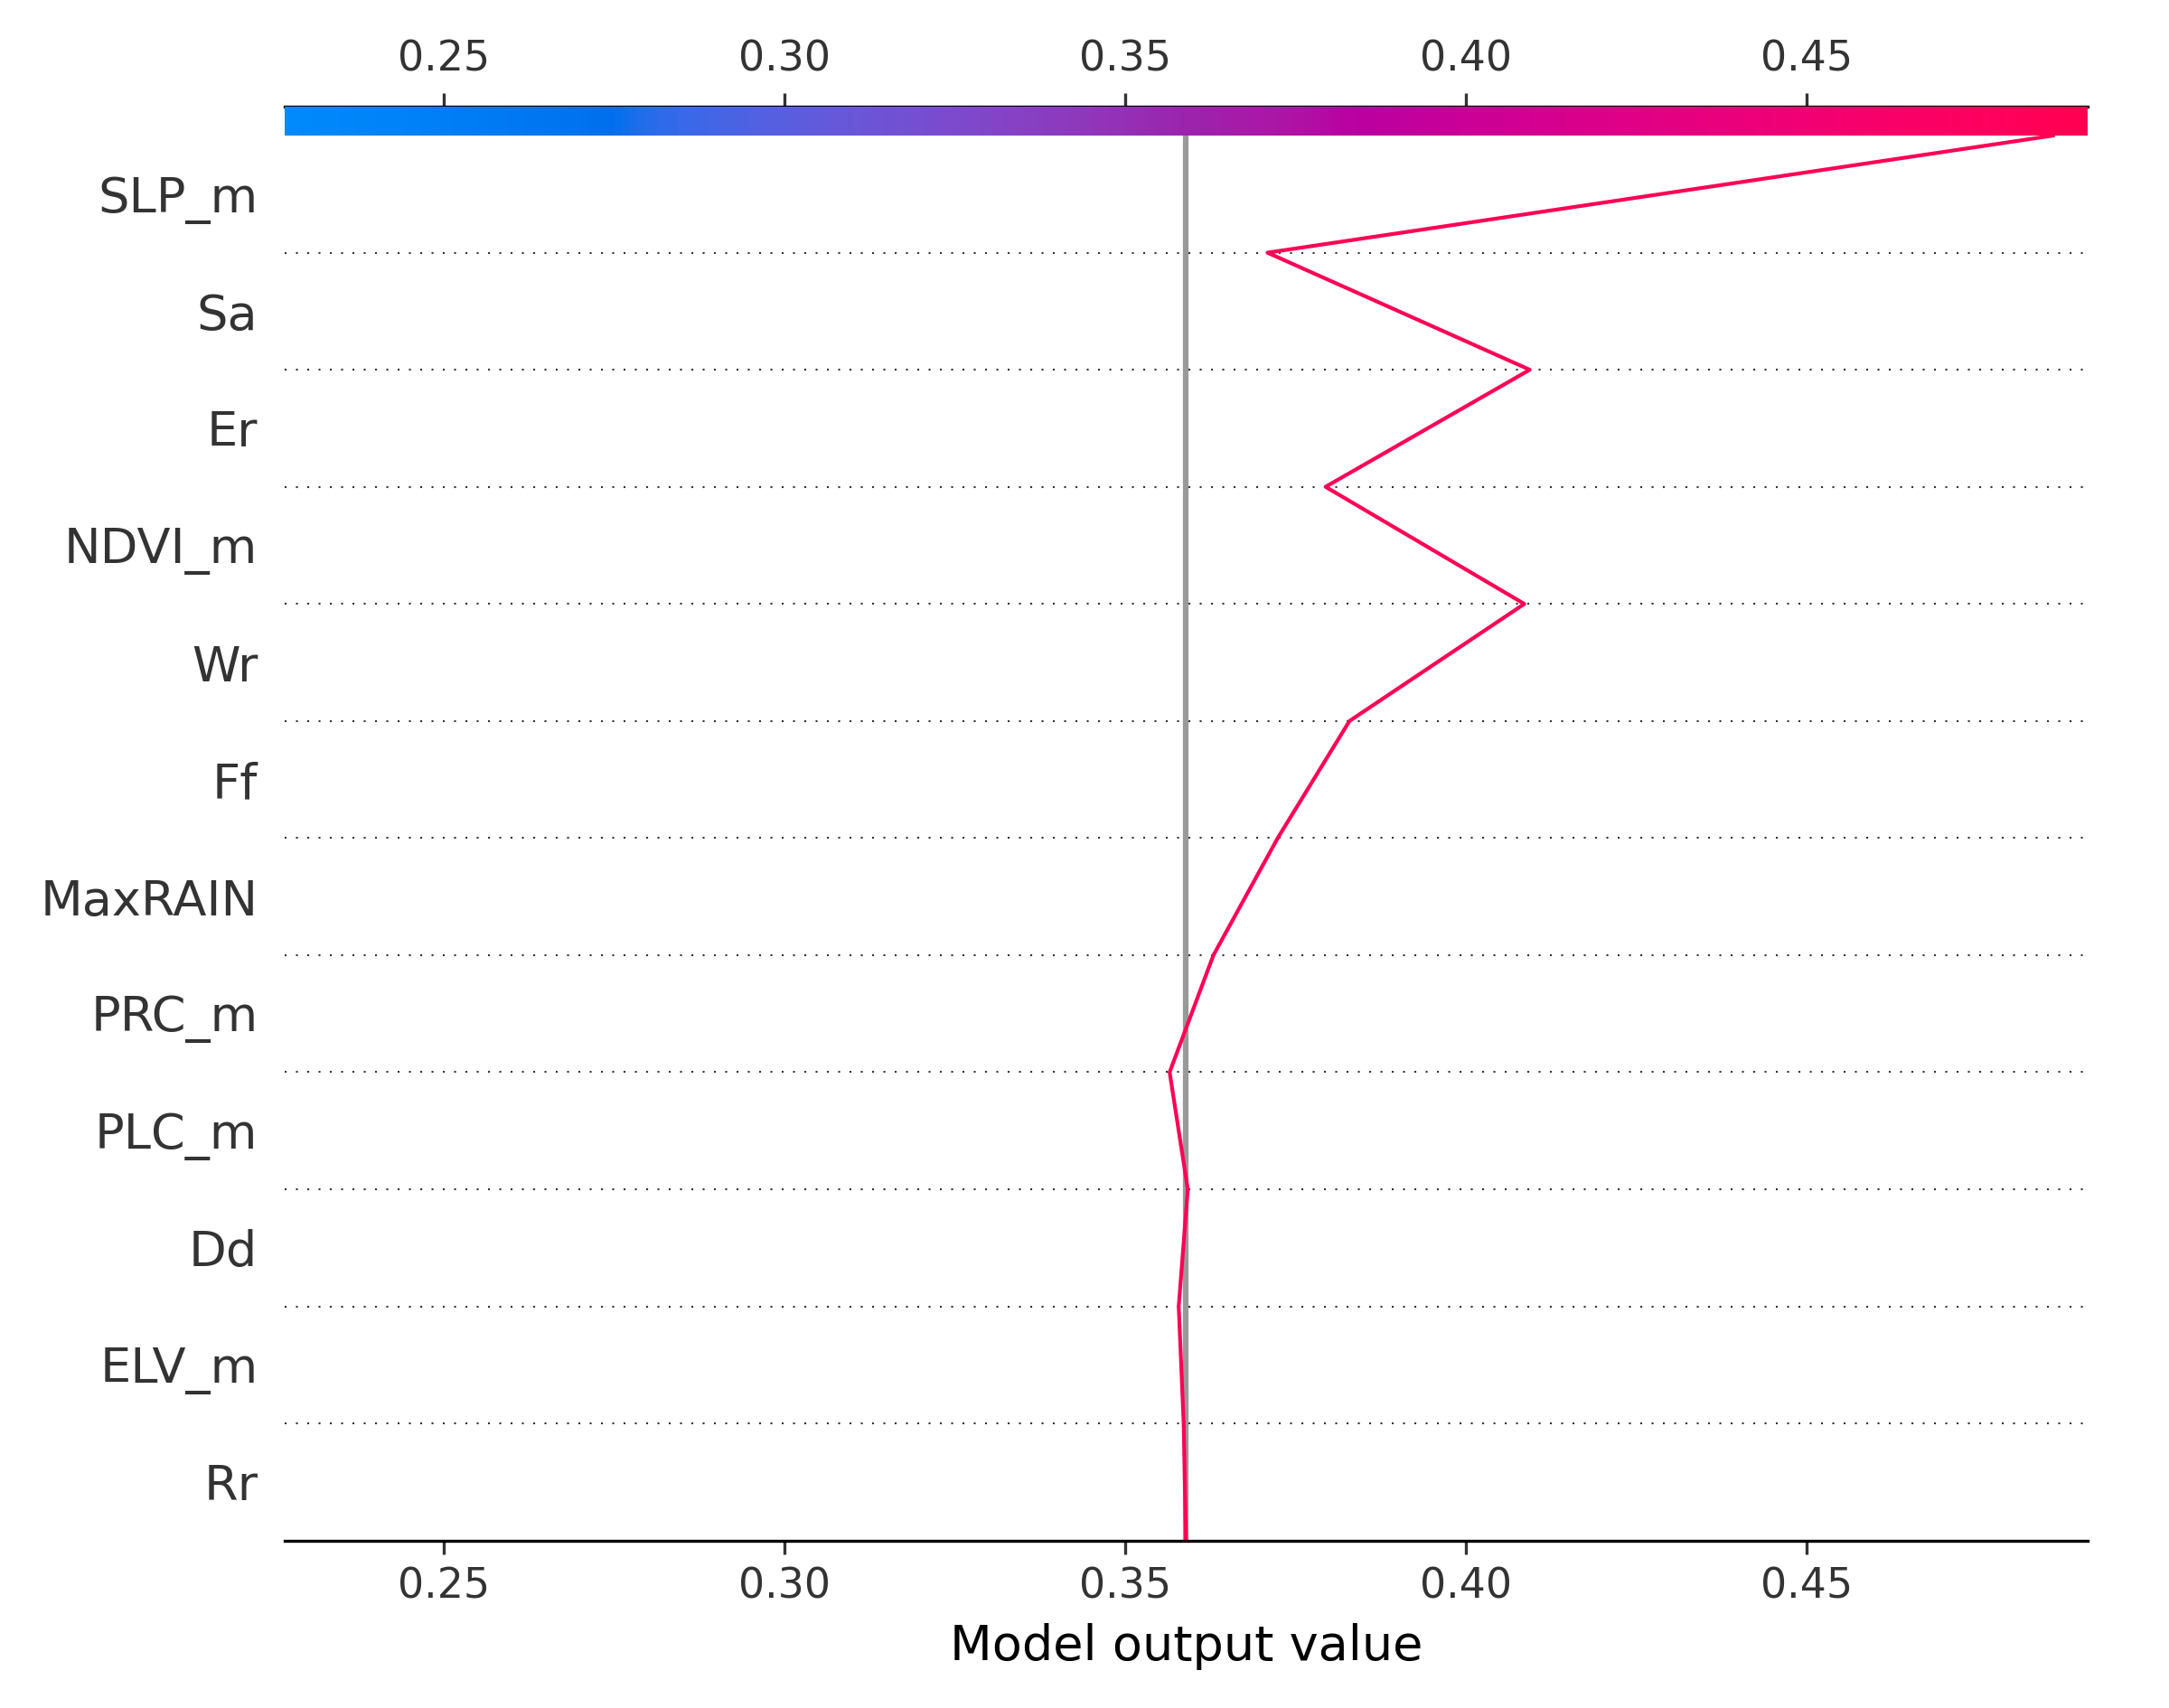 0.25 0.30 0.35 0.40 0.45
SLP_m
Sa
Er
NDVI_m
Wr
Ff
MaxRAIN
PRC_m
PLC_m
Dd
ELV_m
Rr
0.25 0.30 0.35 0.40 0.45
Model output value